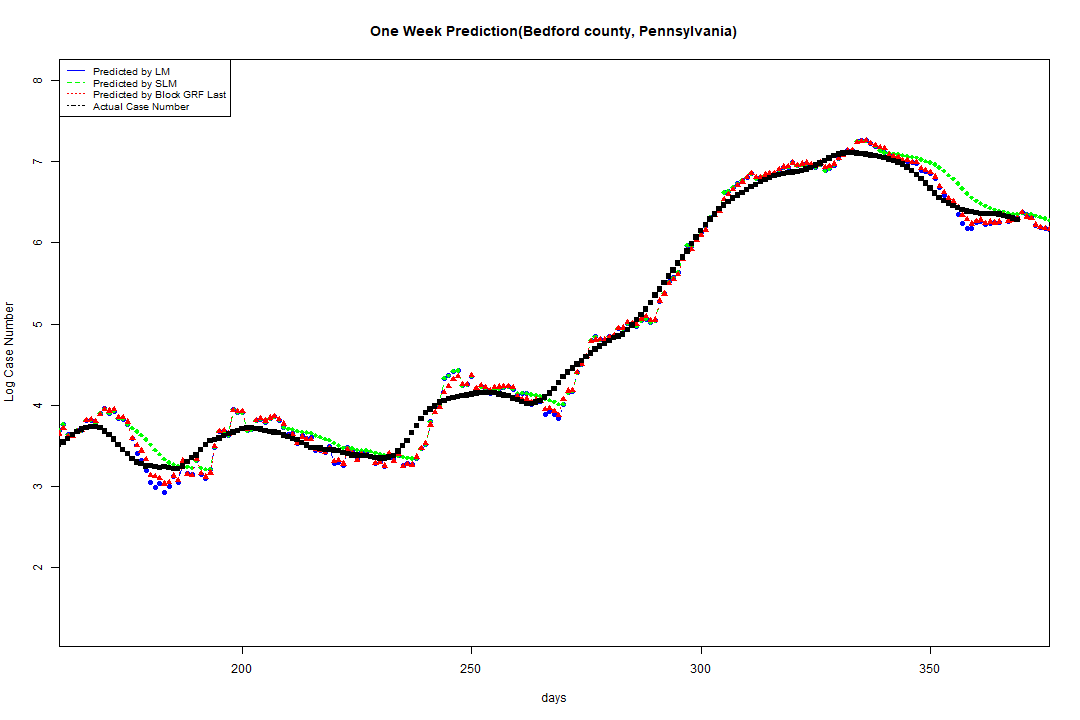 One Week Prediction(Bedford county, Pennsylvania)
Predicted by LM
Predicted by SLM
Predicted by Block GRF Last
Actual Case Number
8
7
6
5
4
3
2
Log Case Number
200
250
300
350
days